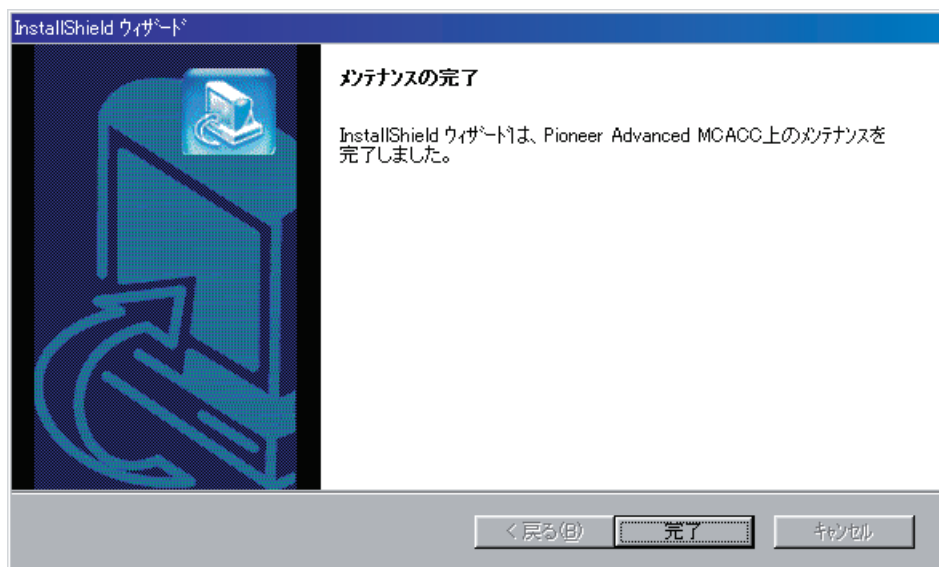 InstallShield ウィザード
メンテナンスの完了
InstallShield ウィザードは、Pioneer Advanced MCACC上のメンテナンスを
完了しました。
< 戻る(B) 完了 キャンセル